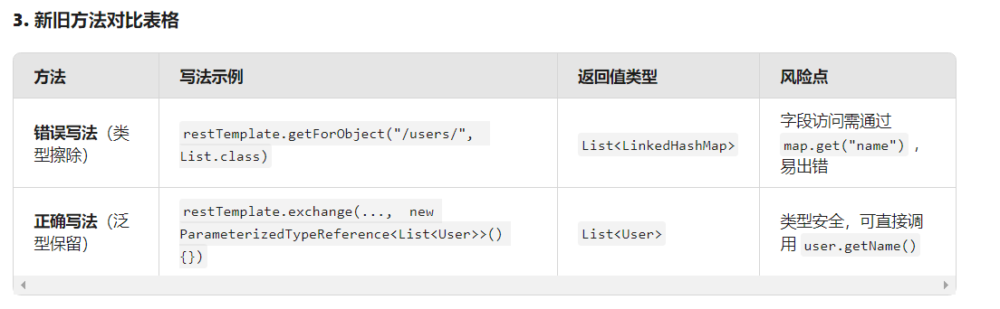 3. 新旧方法对比表格
方法
写法示例
返回值类型
风险点
错误写法（类
型擦除）
restTemplate.getForObject("/users/",
List.class)
List<LinkedHashMap>
字段访问需通过
map.get("name") ，
易出错
正确写法（泛
型保留）
restTemplate.exchange(..., new
ParameterizedTypeReference<List<User>>()
{})
List<User>
类型安全，可直接调
用 user.getName()